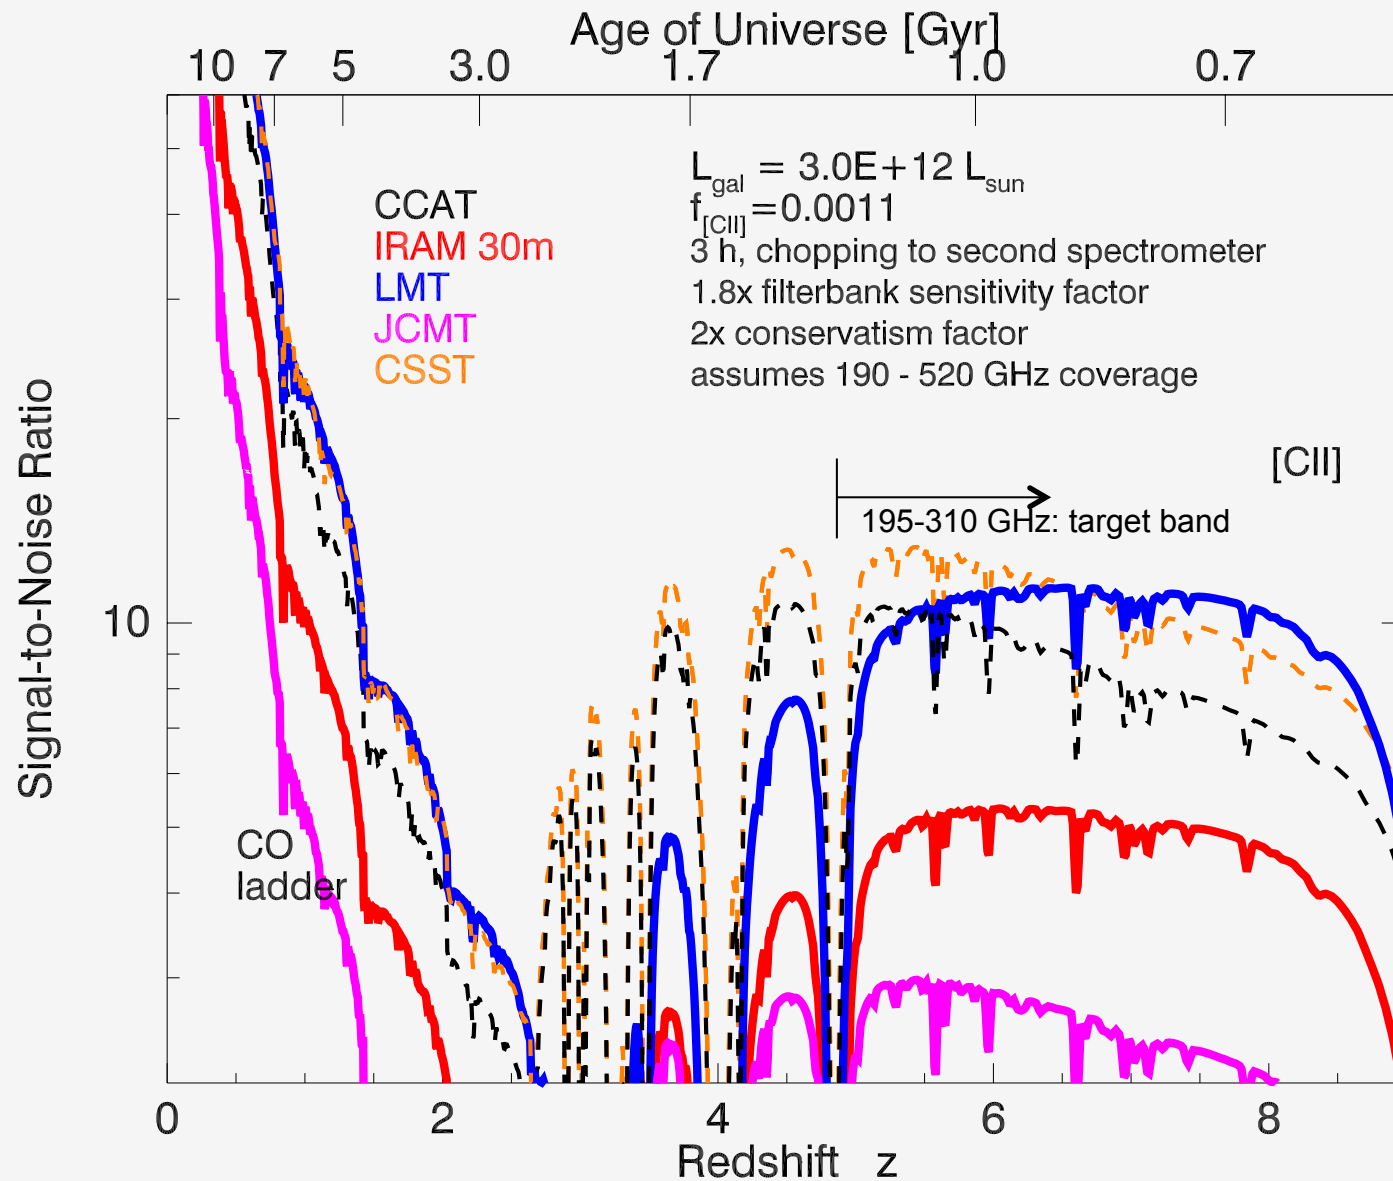 Age of Universe [Gyr]
10 7 5 3.0 1.7 1.0 0.7
L_gal = 3.0E+12 L_sun
f_[CII]=0.0011
3 h, chopping to second spectrometer
1.8x filterbank sensitivity factor
2x conservatism factor
assumes 190 - 520 GHz coverage
CCAT
IRAM 30m
LMT
JCMT
CSST
[CII]
195-310 GHz: target band
Signal-to-Noise Ratio
10
CO
ladder
0 2 4 6 8
Redshift z